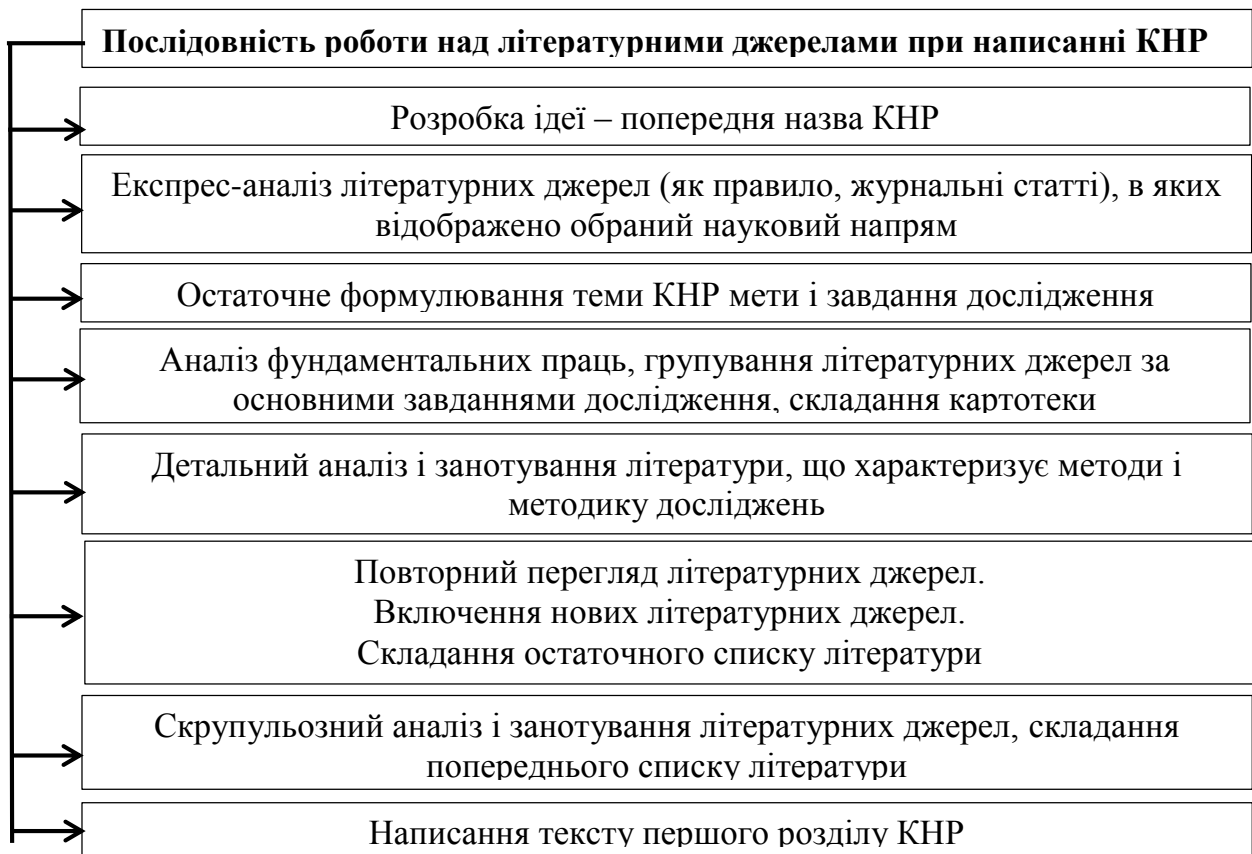 Послідовність роботи над літературними джерелами при написанні КНР
Розробка ідеї – попередня назва КНР
Експрес-аналіз літературних джерел (як правило, журнальні статті), в яких
відображено обраний науковий напрям
Остаточне формулювання теми КНР мети і завдання дослідження
Аналіз фундаментальних праць, групування літературних джерел за
основними завданнями дослідження, складання картотеки
Детальний аналіз і занотування літератури, що характеризує методи і
методику досліджень
Повторний перегляд літературних джерел.
Включення нових літературних джерел.
Складання остаточного списку літератури
Скрупульозний аналіз і занотування літературних джерел, складання
попереднього списку літератури
Написання тексту першого розділу КНР